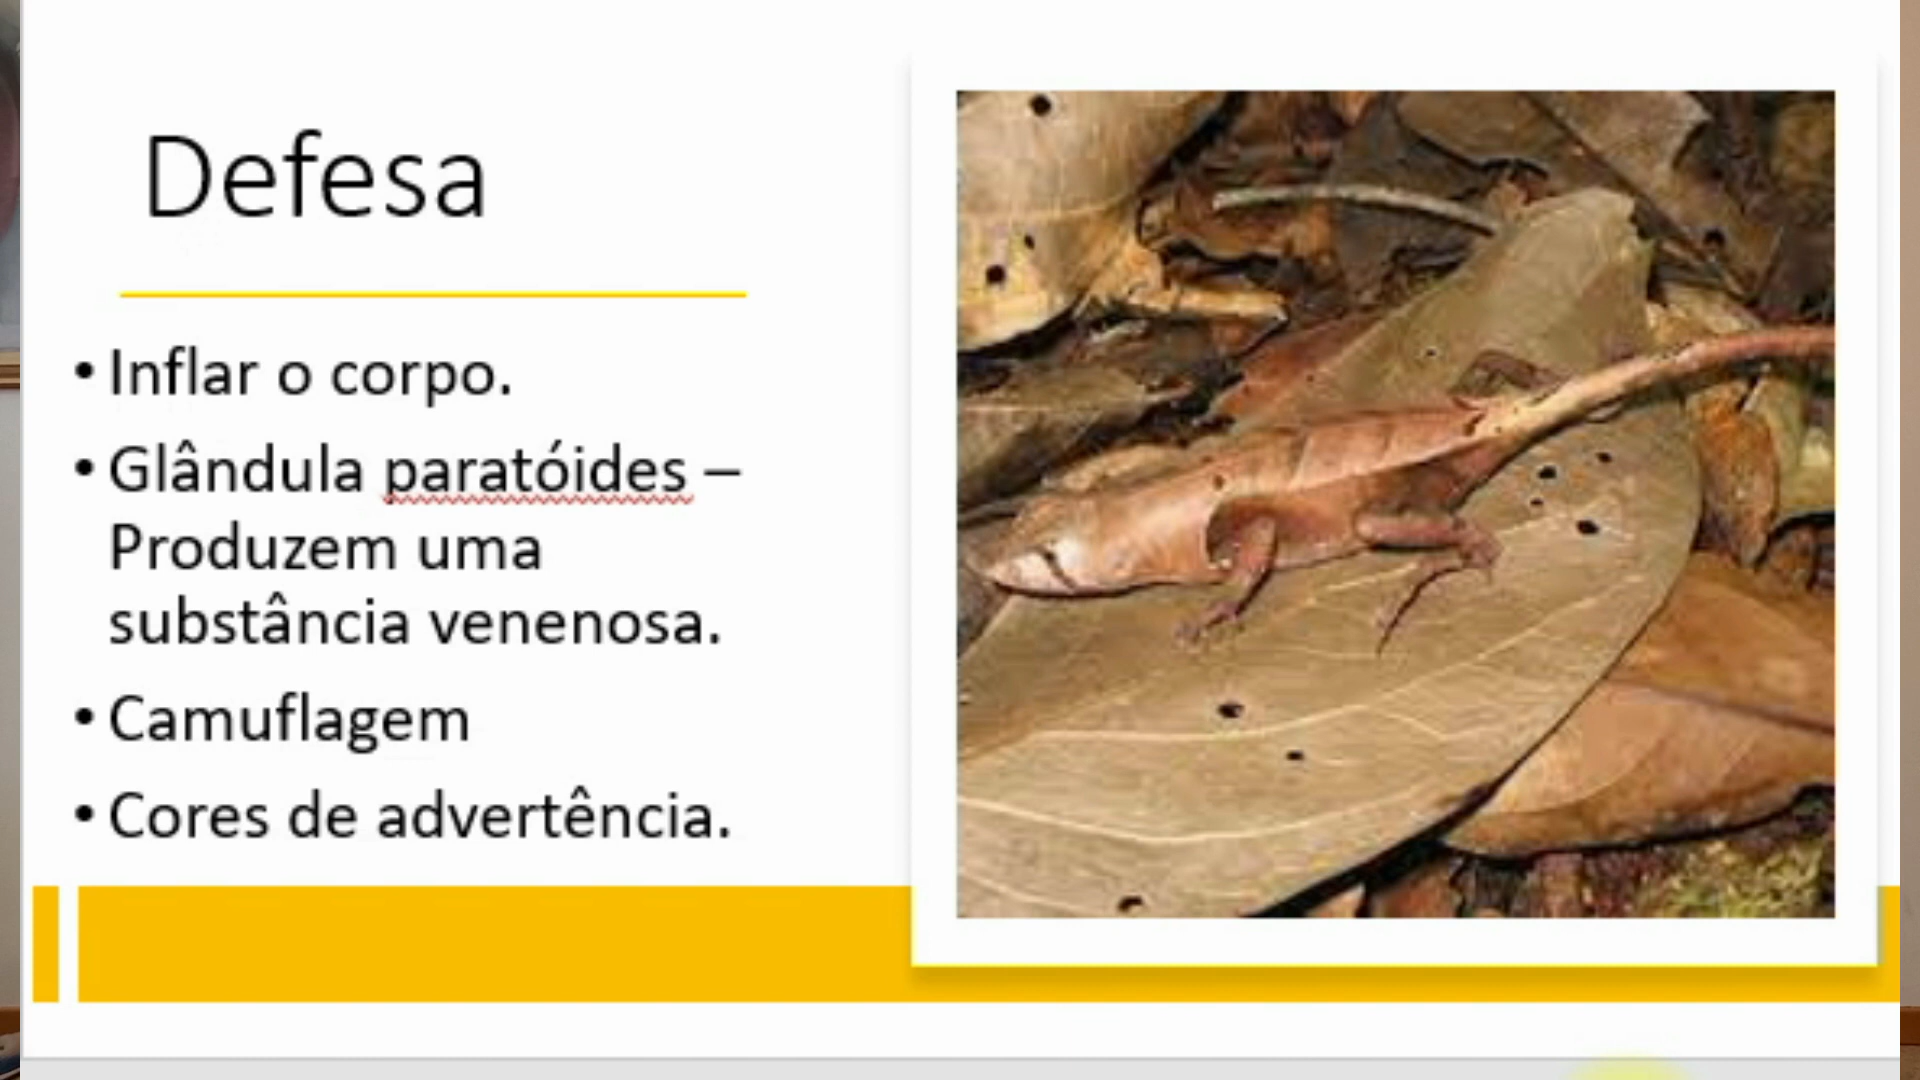 Defesa
• Inflar o corpo.
• Glândula paratóides –
Produzem uma
substância venenosa.
• Camuflagem
• Cores de advertência.